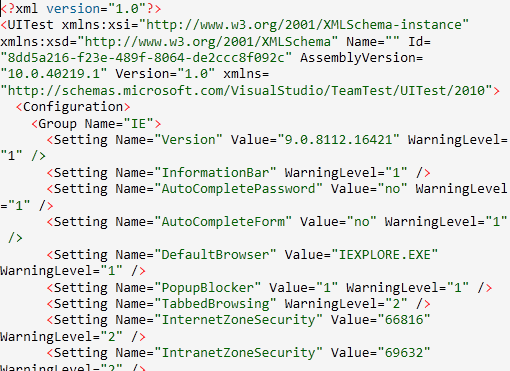 <?xml version="1.0"?>
<UITest xmlns:xsi="http://www.w3.org/2001/XMLSchema-instance"
xmlns:xsd="http://www.w3.org/2001/XMLSchema" Name="" Id=
"8dd5a216-f23e-489f-8064-de2ccc8f092c" AssemblyVersion=
"10.0.40219.1" Version="1.0" xmlns=
"http://schemas.microsoft.com/VisualStudio/TeamTest/UITest/2010">
  <Configuration>
    <Group Name="IE">
      <Setting Name="Version" Value="9.0.8112.16421" WarningLevel=
"1" />
      <Setting Name="InformationBar" WarningLevel="1" />
      <Setting Name="AutoCompletePassword" Value="no" WarningLevel
="1" />
      <Setting Name="AutoCompleteForm" Value="no" WarningLevel="1"
 />
      <Setting Name="DefaultBrowser" Value="IEXPLORE.EXE"
WarningLevel="1" />
      <Setting Name="PopupBlocker" Value="1" WarningLevel="1" />
      <Setting Name="TabbedBrowsing" WarningLevel="2" />
      <Setting Name="InternetZoneSecurity" Value="66816"
WarningLevel="2" />
      <Setting Name="IntranetZoneSecurity" Value="69632"
WarningLevel="2" />